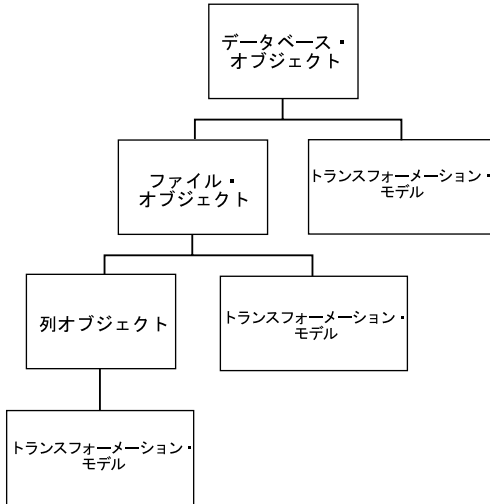 データベース・
オブジェクト
ファイル・
オブジェクト
トランスフォーメーション・
モデル
列オブジェクト
トランスフォーメーション・
モデル
トランスフォーメーション・
モデル